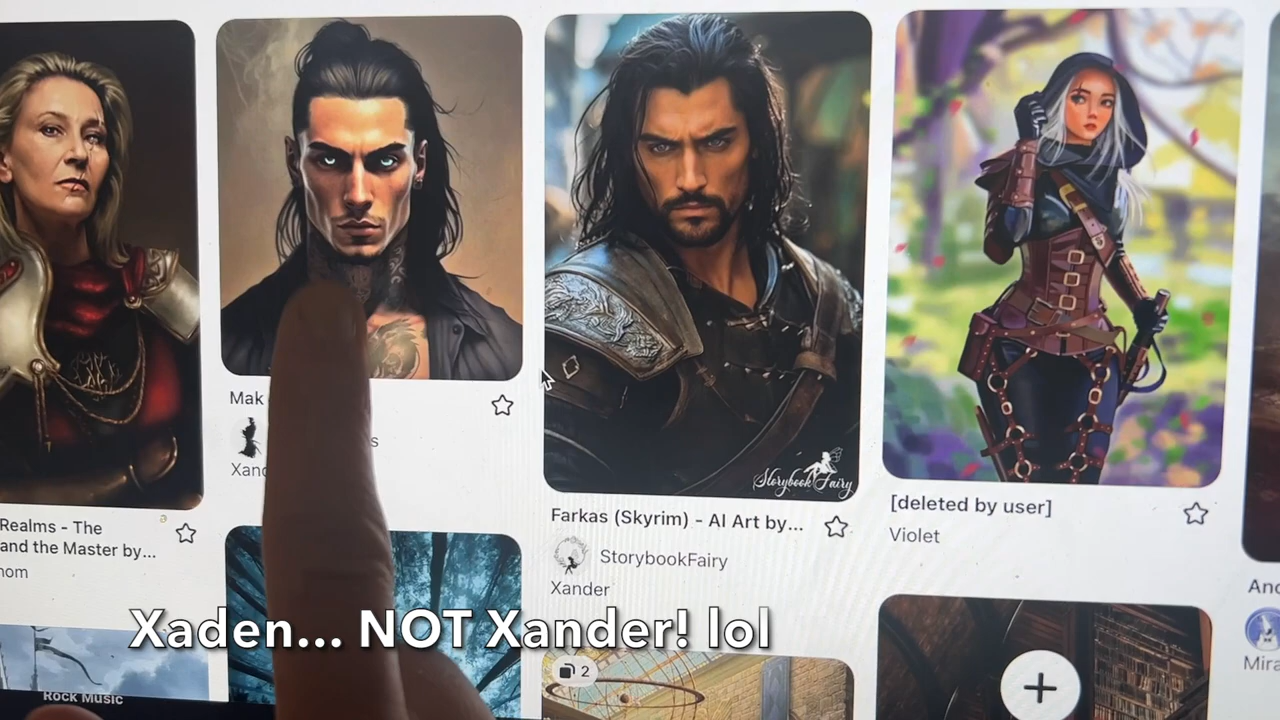 Mak
s
Xand
Realms - The
and the Master by...
nom
Storybook Fairy
Farkas (Skyrim) - AI Art by...
StorybookFairy
Xander
[deleted by user]
Violet
Xaden... NOT Xander! lol
2
Rock Music
And
Mira